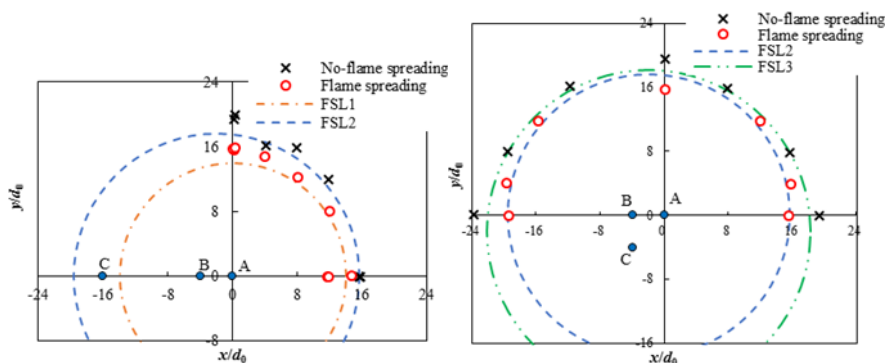 24
16
8
0
-8
-24
-16
-8
0
8
16
24
y/d₀
x/d₀
No-flame spreading
Flame spreading
FSL1
FSL2
C
B
A
24
16
8
0
-8
-16
-24
-16
-8
0
8
16
24
y/d₀
x/d₀
No-flame spreading
Flame spreading
FSL2
FSL3
B
A
C